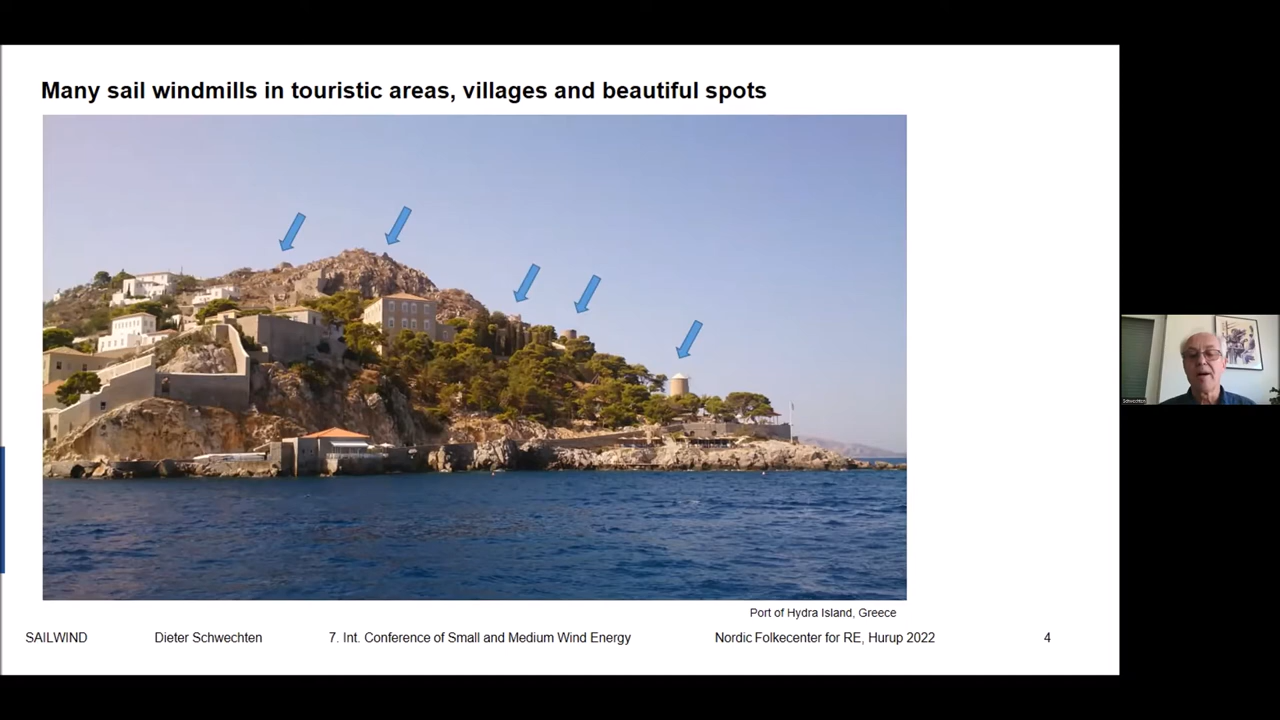 Many sail windmills in touristic areas, villages and beautiful spots
Port of Hydra Island, Greece
SAILWIND Dieter Schwechten 7. Int. Conference of Small and Medium Wind Energy Nordic Folkecenter for RE, Hurup 2022 4
Schwechten